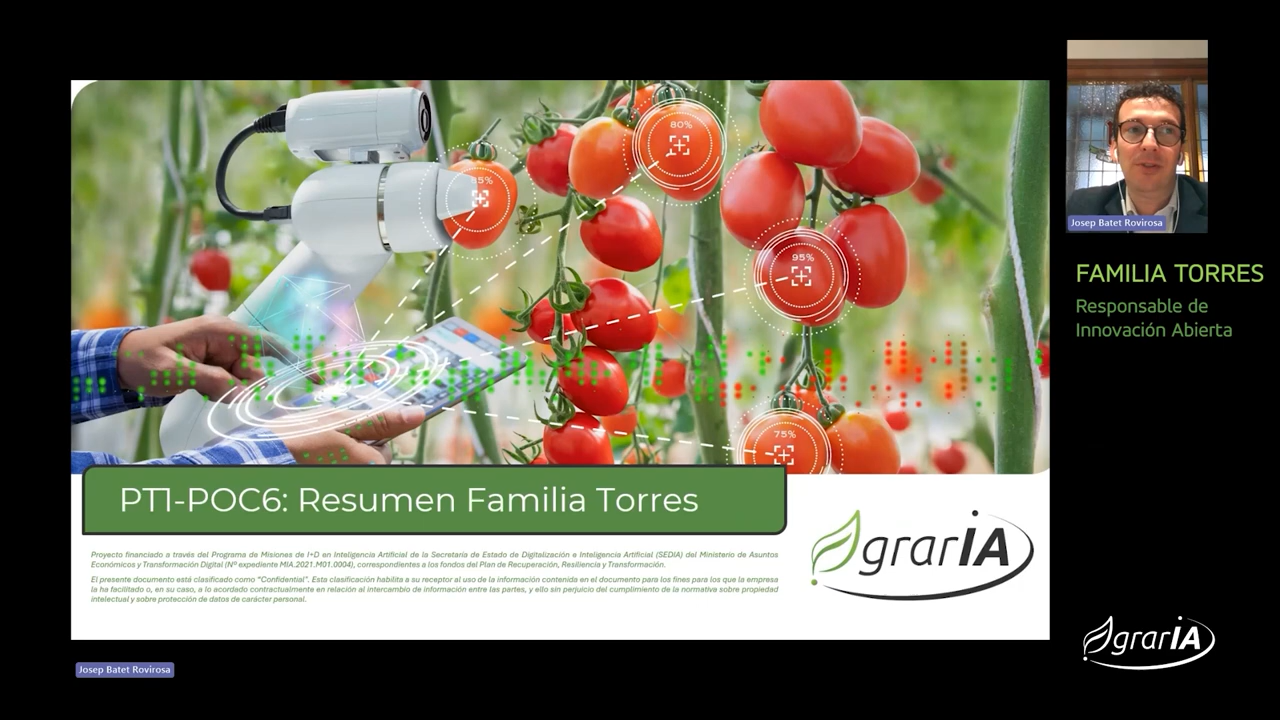 80%
85%
95%
75%
PT1-POC6: Resumen Familia Torres
Proyecto financiado a través del Programa de Misiones de I+D en Inteligencia Artificial de la Secretaría de Estado de Digitalización e Inteligencia Artificial (SEDIA) del Ministerio de Asuntos
Económicos y Transformación Digital (Nº expediente MIA.2021.M01.0004), correspondientes a los fondos del Plan de Recuperación, Resiliencia y Transformación.
El presente documento está clasificado como "Confidential". Esta clasificación habilita a su receptor al uso de la información contenida en el documento para los fines para los que la empresa
la ha facilitado o, en su caso, a lo acordado contractualmente en relación al intercambio de información entre las partes, y ello sin perjuicio del cumplimiento de la normativa sobre propiedad
intelectual y sobre protección de datos de carácter personal.
AgrarIA
Josep Batet Rovirosa
Josep Batet Rovirosa
FAMILIA TORRES
Responsable de
Innovación Abierta
AgrarIA